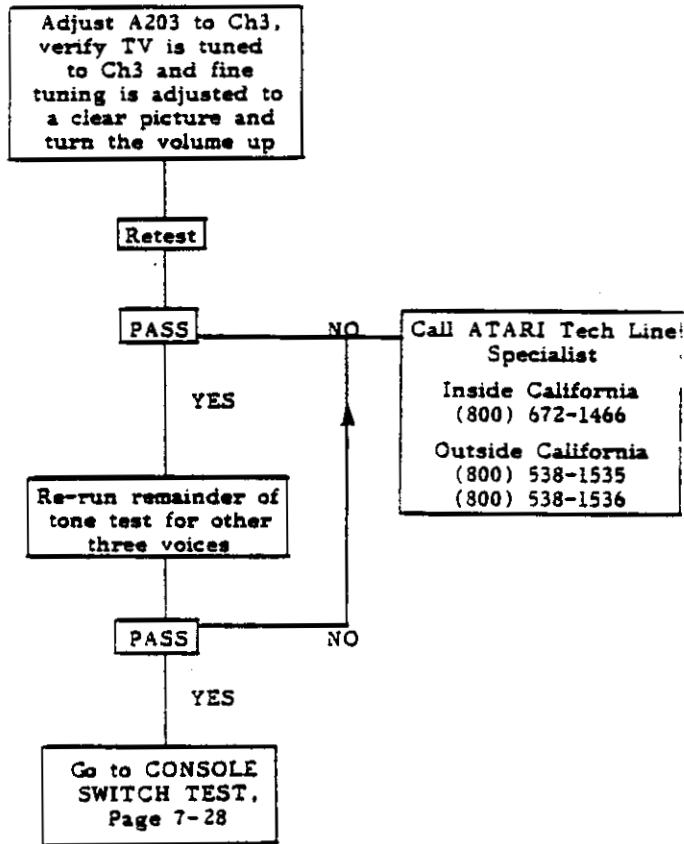 Adjust A203 to Ch3,
verify TV is tuned
to Ch3 and fine
tuning is adjusted to
a clear picture and
turn the volume up
Retest
PASS
NO
YES
Call ATARI Tech Line
Specialist
Inside California
(800) 672-1466
Outside California
(800) 538-1535
(800) 538-1536
Re-run remainder of
tone test for other
three voices
PASS
NO
YES
Go to CONSOLE
SWITCH TEST,
Page 7-28